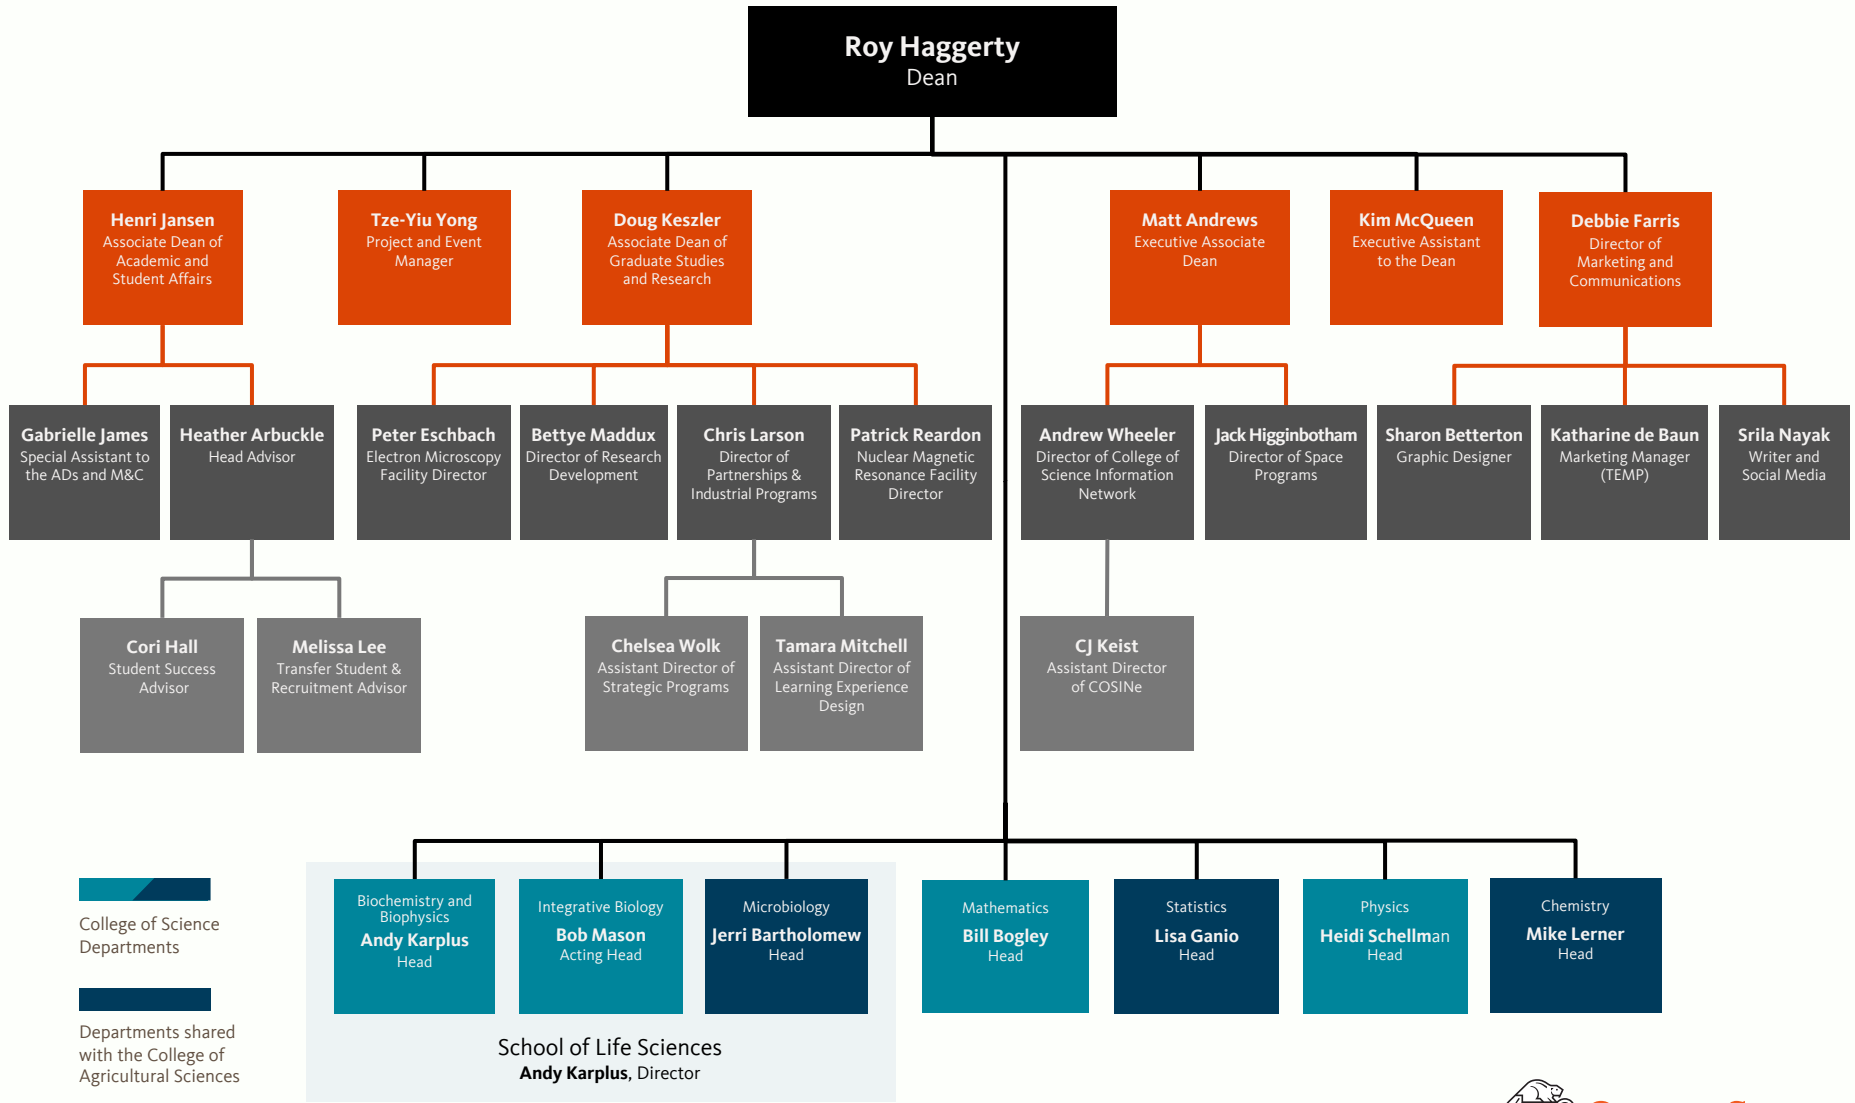 Roy Haggerty
Dean
Henri Jansen
Associate Dean of
Academic and
Student Affairs
Tze-Yiu Yong
Project and Event
Manager
Doug Keszler
Associate Dean of
Graduate Studies
and Research
Matt Andrews
Executive Associate
Dean
Kim McQueen
Executive Assistant
to the Dean
Debbie Farris
Director of
Marketing and
Communications
Gabrielle James
Special Assistant to
the ADs and M&C
Heather Arbuckle
Head Advisor
Peter Eschbach
Electron Microscopy
Facility Director
Bettye Maddux
Director of Research
Development
Chris Larson
Director of
Partnerships &
Industrial Programs
Patrick Reardon
Nuclear Magnetic
Resonance Facility
Director
Andrew Wheeler
Director of College of
Science Information
Network
Jack Higginbotham
Director of Space
Programs
Sharon Betterton
Graphic Designer
Katharine de Baun
Marketing Manager
(TEMP)
Srila Nayak
Writer and
Social Media
Cori Hall
Student Success
Advisor
Melissa Lee
Transfer Student &
Recruitment Advisor
Chelsea Wolk
Assistant Director of
Strategic Programs
Tamara Mitchell
Assistant Director of
Learning Experience
Design
CJ Keist
Assistant Director
of COSINe
College of Science
Departments
Departments shared
with the College of
Agricultural Sciences
Biochemistry and
Biophysics
Andy Karplus
Head
Integrative Biology
Bob Mason
Acting Head
Microbiology
Jerri Bartholomew
Head
Mathematics
Bill Bogley
Head
Statistics
Lisa Ganio
Head
Physics
Heidi Schellman
Head
Chemistry
Mike Lerner
Head
School of Life Sciences
Andy Karplus, Director